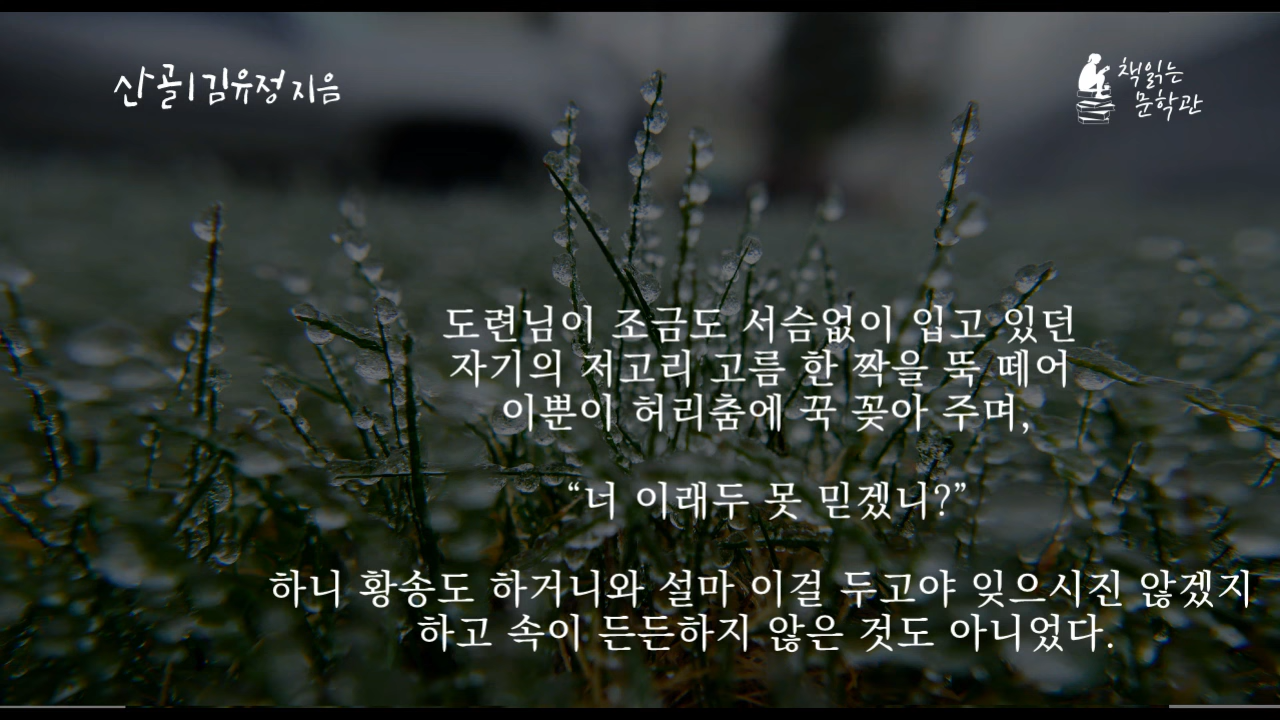 산골 | 김유정 지음
책읽는
문학관
도련님이 조금도 서슴없이 입고 있던
자기의 저고리 고름 한 짝을 뚝 떼어
이뿐이 허리춤에 꾹 꽂아 주며,
“너 이래두 못 믿겠니?”
하니 황송도 하거니와 설마 이걸 두고야 잊으시진 않겠지
하고 속이 든든하지 않은 것도 아니었다.